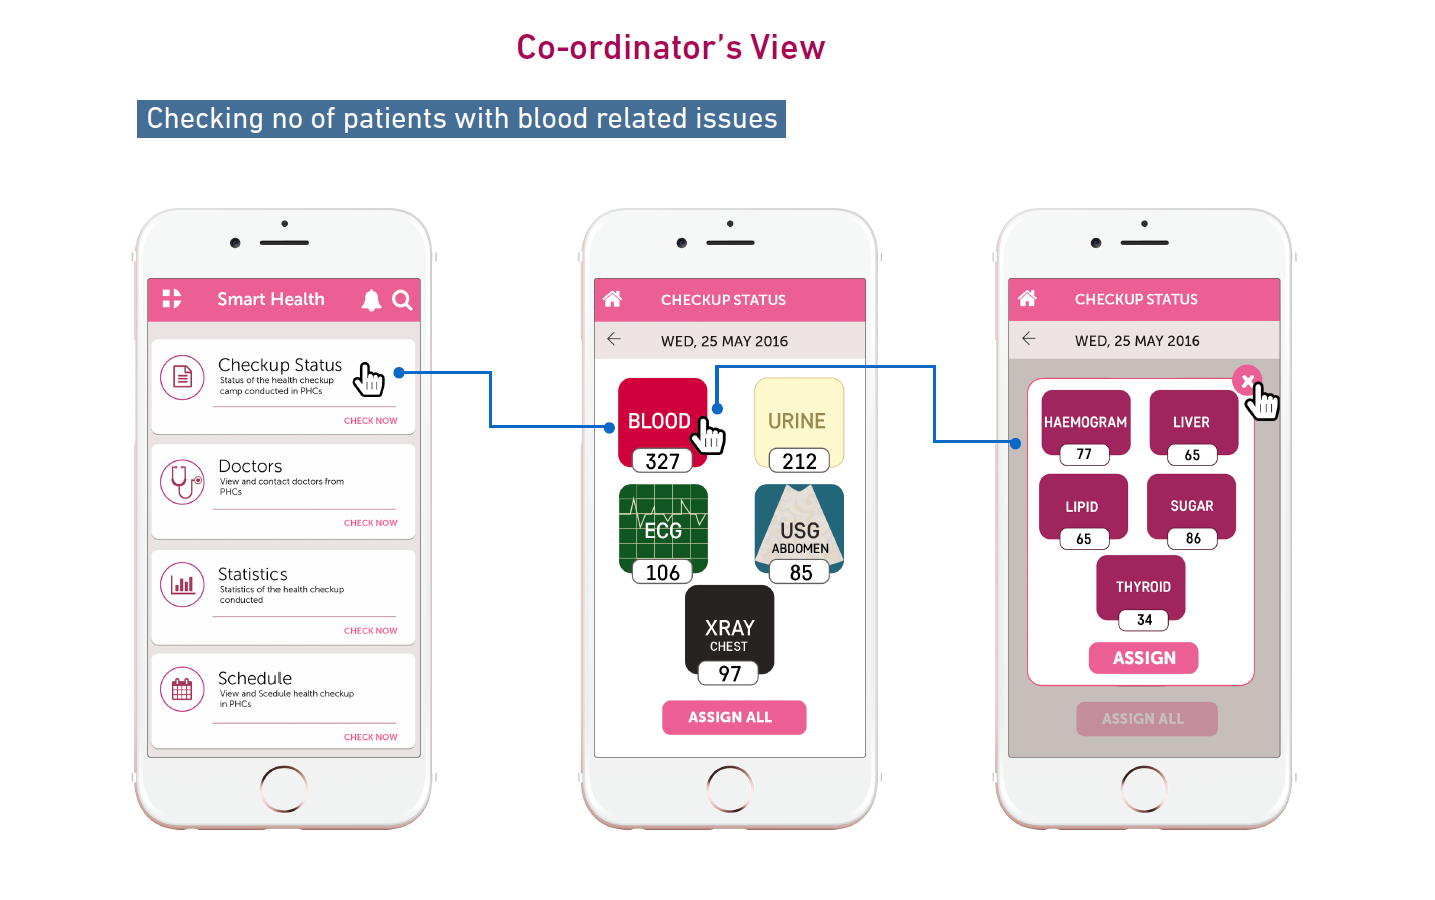 Co-ordinator's View
Checking no of patients with blood related issues
Smart Health
Checkup Status
Status of the health checkup
camp conducted in PHCs
CHECK NOW
Doctors
View and contact doctors from
PHCs
CHECK NOW
Statistics
Statistics of the health checkup
conducted
CHECK NOW
Schedule
View and Scedule health checkup
in PHCs
CHECK NOW
CHECKUP STATUS
WED, 25 MAY 2016
BLOOD
327
URINE
212
ECG
106
USG
ABDOMEN
85
XRAY
CHEST
97
ASSIGN ALL
CHECKUP STATUS
WED, 25 MAY 2016
x
HAEMOGRAM
77
LIVER
65
LIPID
65
SUGAR
86
THYROID
34
ASSIGN
ASSIGN ALL